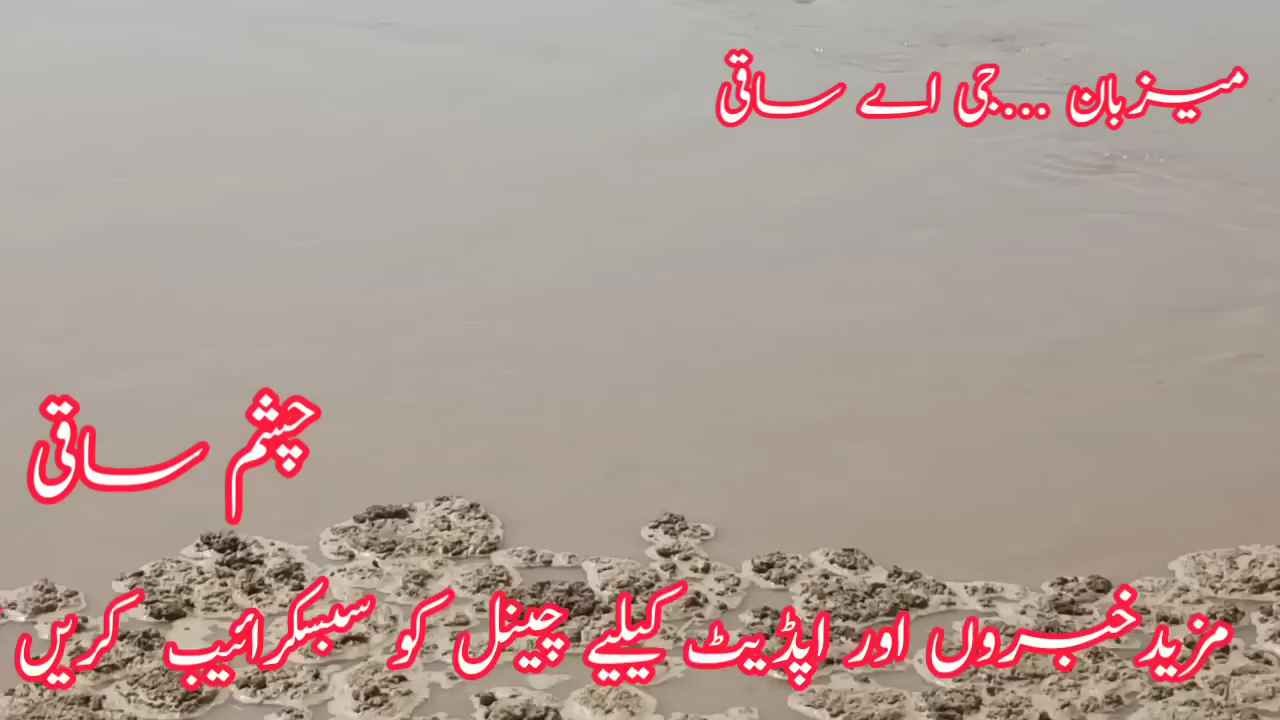 میزبان ...جی اے ساقی
چشم ساقی
مزید خبروں اور اپڈیٹ کیلیے چینل کو سبسکرائیب کریں